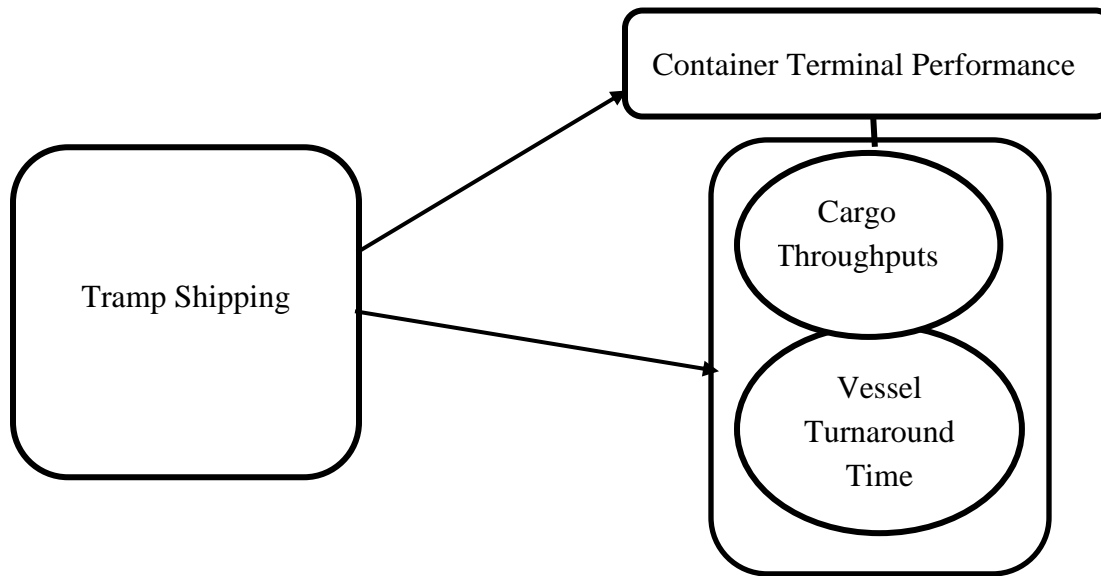 Container Terminal Performance
Tramp Shipping
Cargo
Throughputs
Vessel
Turnaround
Time